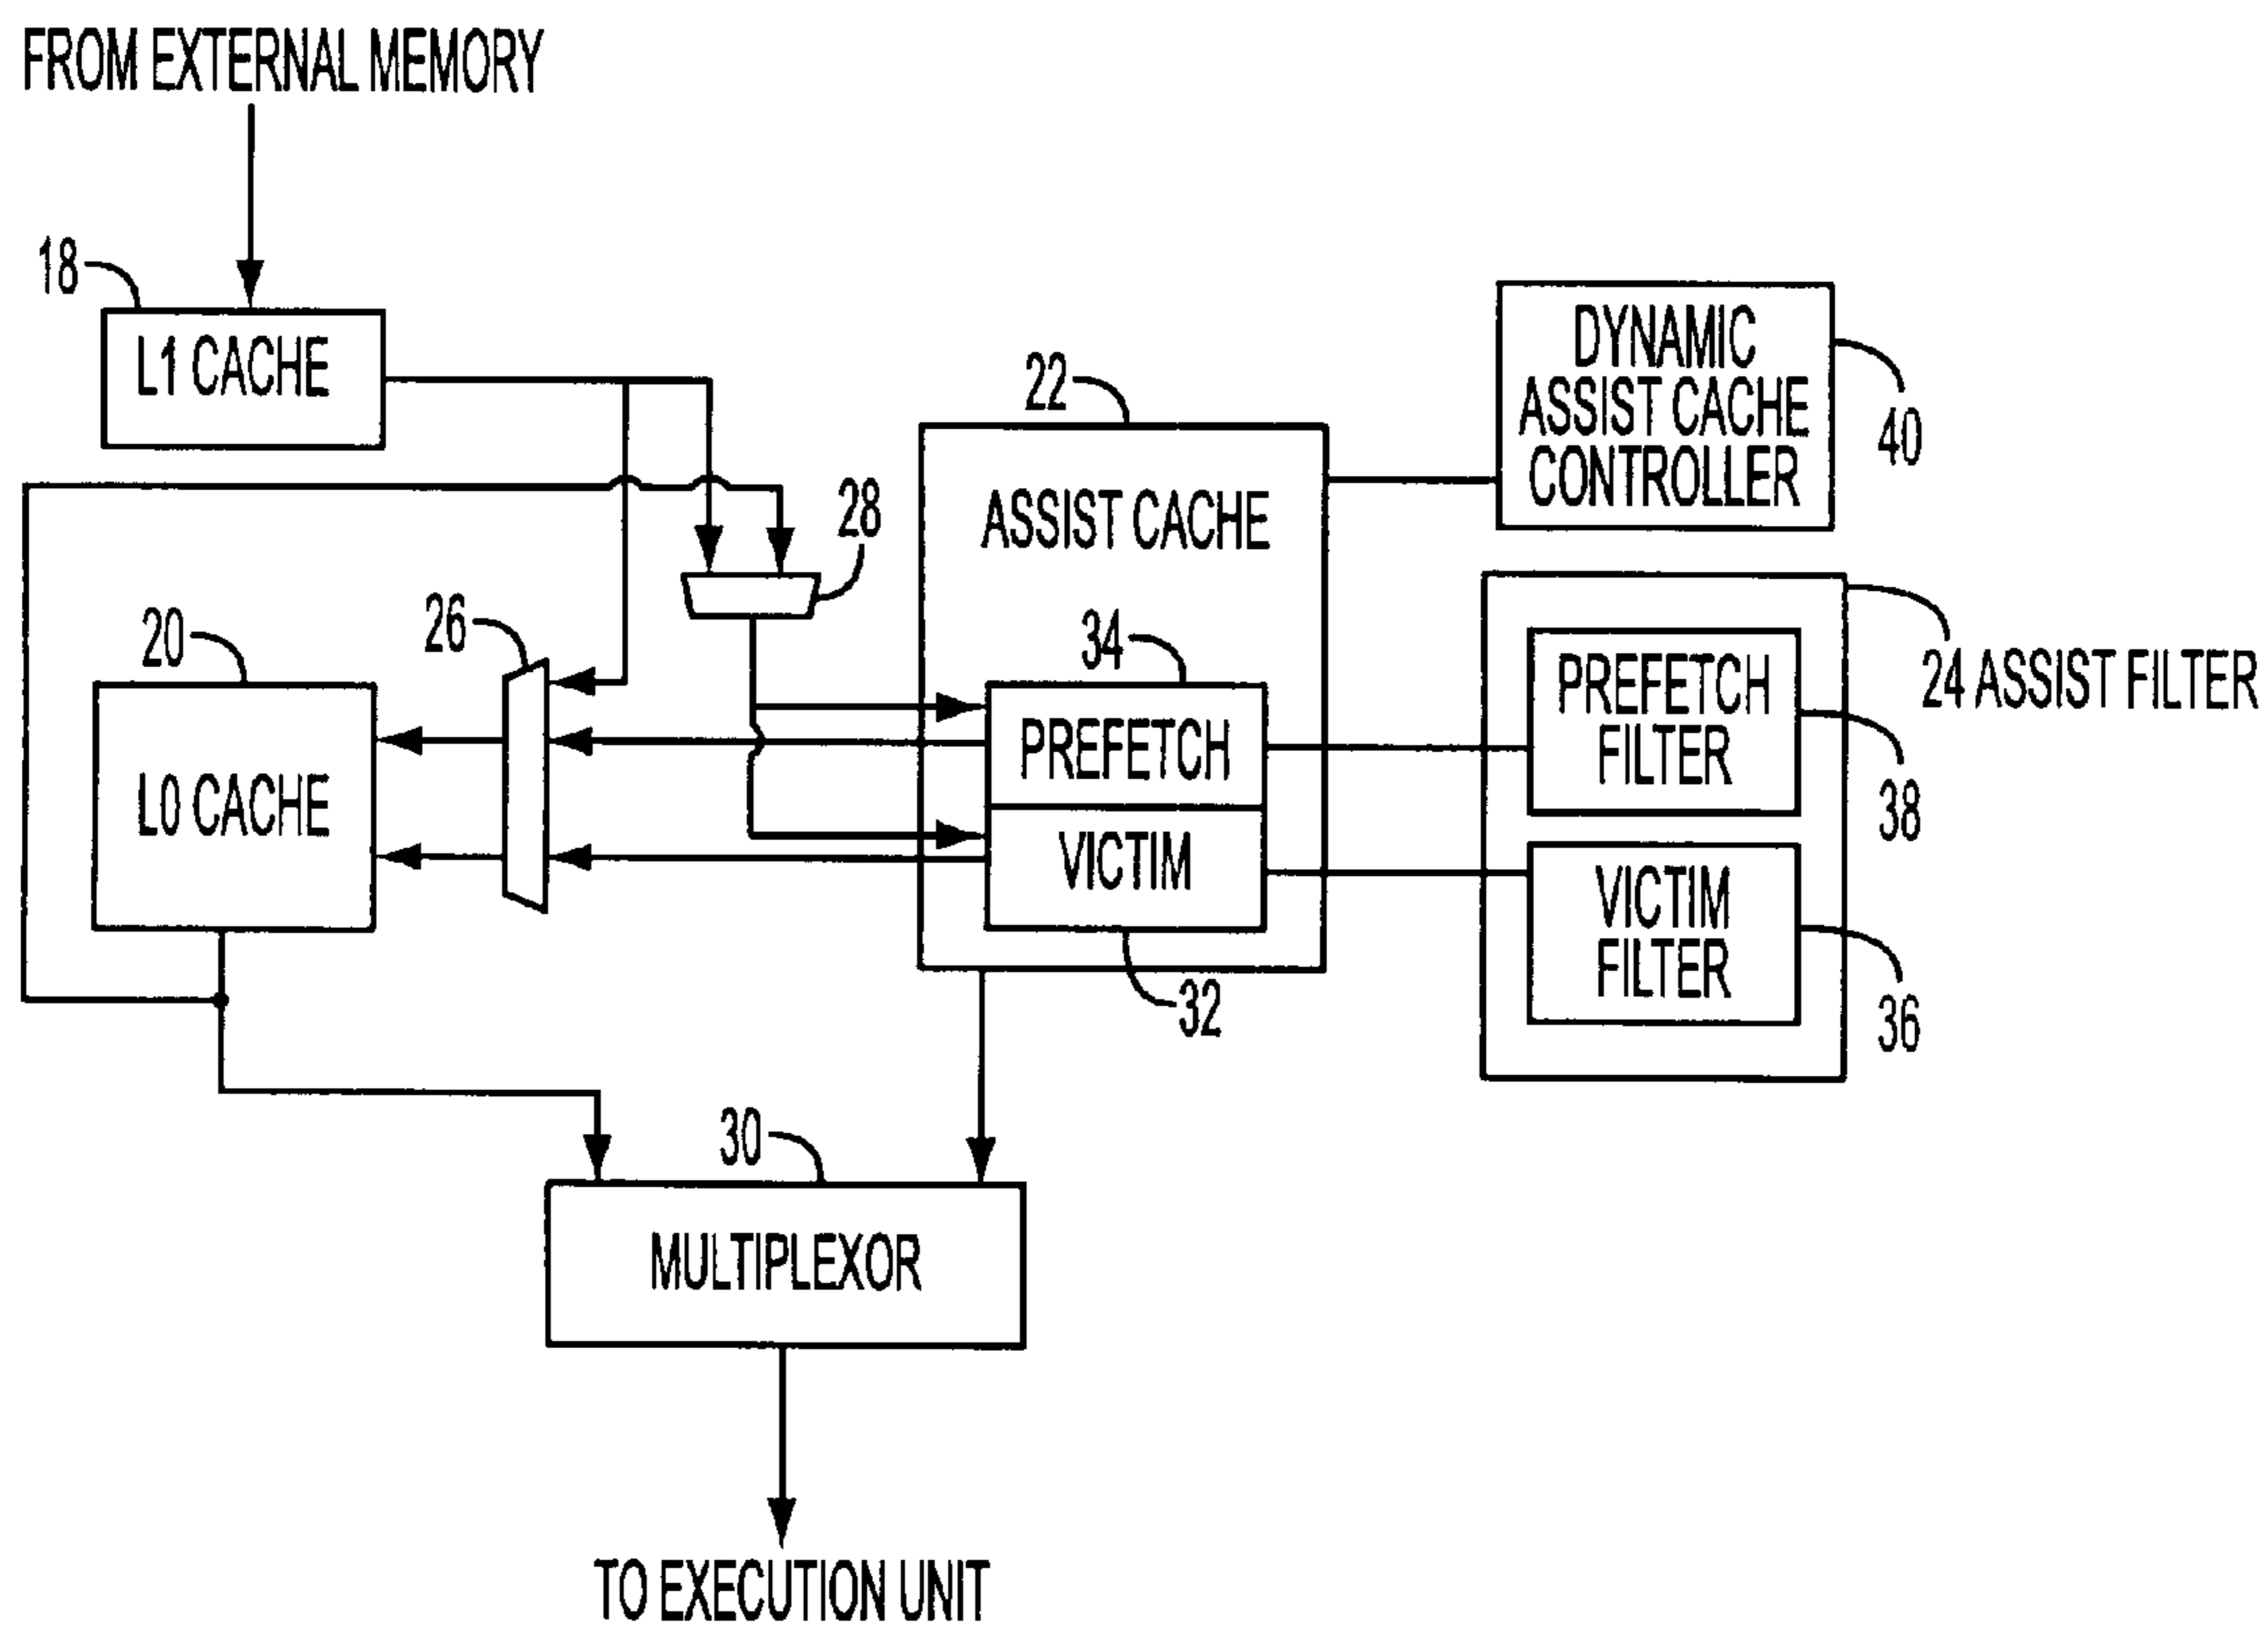 FROM EXTERNAL MEMORY
18
L1 CACHE
22
DYNAMIC
ASSIST CACHE
CONTROLLER
40
ASSIST CACHE
28
20
26
34
24 ASSIST FILTER
PREFETCH
FILTER
38
L0 CACHE
PREFETCH
VICTIM
VICTIM
FILTER
36
32
30
MULTIPLEXOR
TO EXECUTION UNIT